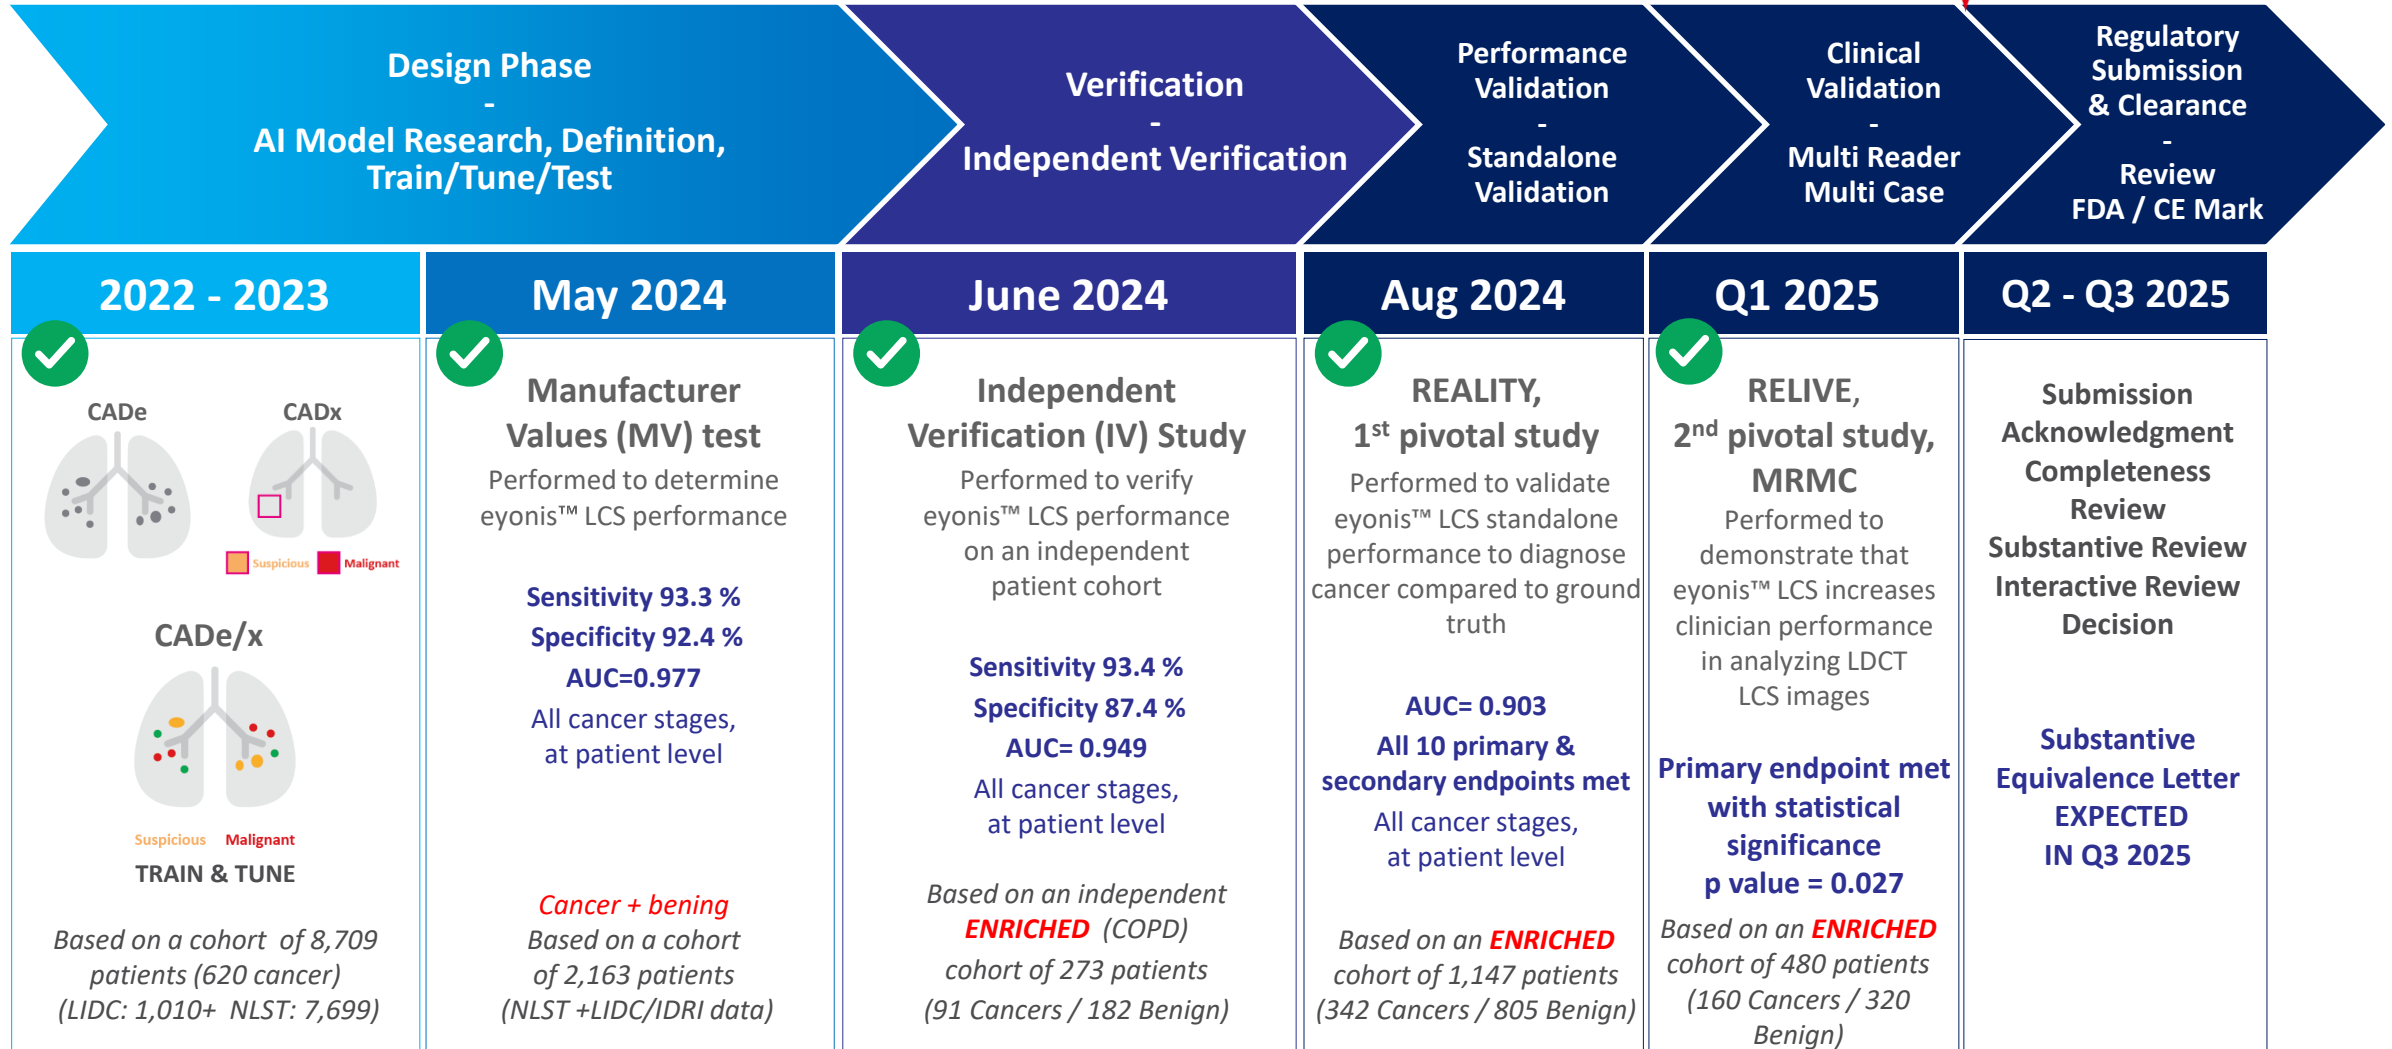 Design Phase
-
AI Model Research, Definition,
Train/Tune/Test
Verification
-
Independent Verification
Performance
Validation
-
Standalone
Validation
Clinical
Validation
-
Multi Reader
Multi Case
Regulatory
Submission
& Clearance
-
Review
FDA / CE Mark
2022 - 2023
CADe
CADx
Suspicious
Malignant
CADe/x
Suspicious
Malignant
TRAIN & TUNE
Based on a cohort of 8,709
patients (620 cancer)
(LIDC: 1,010+ NLST: 7,699)
May 2024
Manufacturer
Values (MV) test
Performed to determine
eyonis™ LCS performance
Sensitivity 93.3 %
Specificity 92.4 %
AUC=0.977
All cancer stages,
at patient level
Cancer + bening
Based on a cohort
of 2,163 patients
(NLST +LIDC/IDRI data)
June 2024
Independent
Verification (IV) Study
Performed to verify
eyonis™ LCS performance
on an independent
patient cohort
Sensitivity 93.4 %
Specificity 87.4 %
AUC= 0.949
All cancer stages,
at patient level
Based on an independent
ENRICHED (COPD)
cohort of 273 patients
(91 Cancers / 182 Benign)
Aug 2024
REALITY,
1st pivotal study
Performed to validate
eyonis™ LCS standalone
performance to diagnose
cancer compared to ground
truth
AUC= 0.903
All 10 primary &
secondary endpoints met
All cancer stages,
at patient level
Based on an ENRICHED
cohort of 1,147 patients
(342 Cancers / 805 Benign)
Q1 2025
RELIVE,
2nd pivotal study,
MRMC
Performed to
demonstrate that
eyonis™ LCS increases
clinician performance
in analyzing LDCT
LCS images
Primary endpoint met
with statistical
significance
p value = 0.027
Based on an ENRICHED
cohort of 480 patients
(160 Cancers / 320
Benign)
Q2 - Q3 2025
Submission
Acknowledgment
Completeness
Review
Substantive Review
Interactive Review
Decision
Substantive
Equivalence Letter
EXPECTED
IN Q3 2025